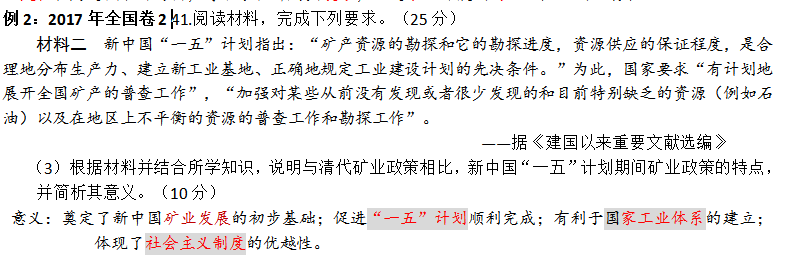 例 2：2017 年全国卷 2 41.阅读材料，完成下列要求。（25 分）
材料二 新中国“一五”计划指出：“矿产资源的勘探和它的勘探进度，资源供应的保证程度，是合
理地分布生产力、建立新工业基地、正确地规定工业建设计划的先决条件。”为此，国家要求“有计划地
展开全国矿产的普查工作”，“加强对某些从前没有发现或者很少发现的和目前特别缺乏的资源（例如石
油）以及在地区上不平衡的资源的普查工作和勘探工作”。
——据《建国以来重要文献选编》
（3）根据材料并结合所学知识，说明与清代矿业政策相比，新中国“一五”计划期间矿业政策的特点，
并简析其意义。（10 分）
意义：奠定了新中国矿业发展的初步基础；促进“一五”计划顺利完成；有利于国家工业体系的建立；
体现了社会主义制度的优越性。